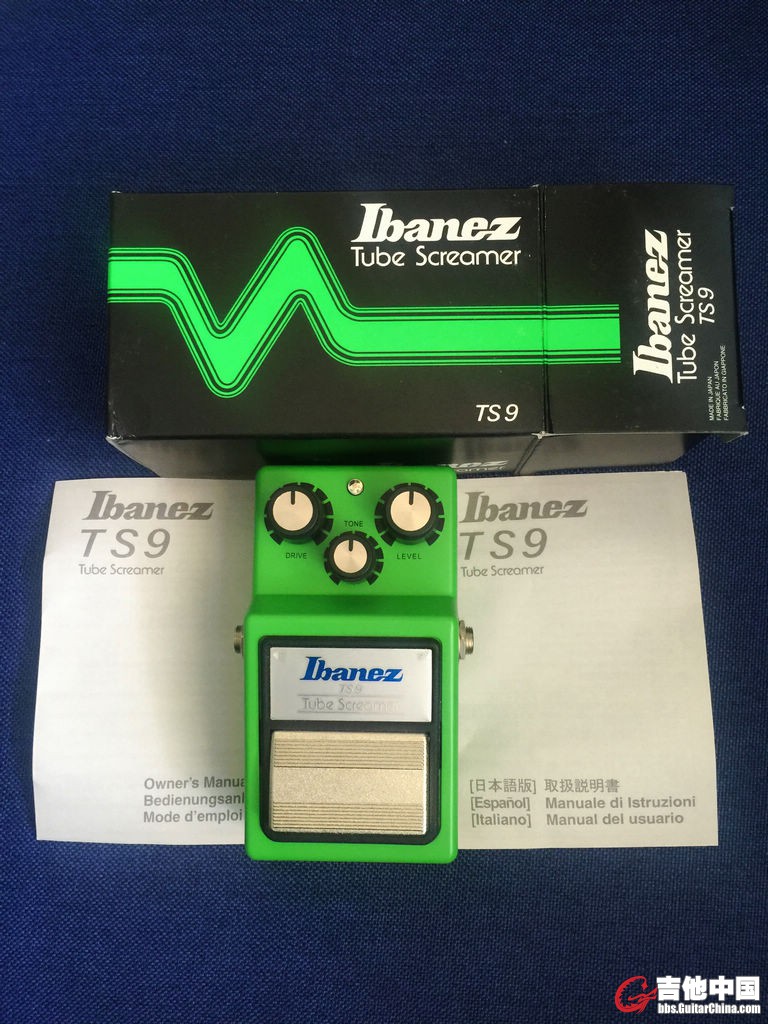 Ibanez
Tube Screamer
TS9
Ibanez
Tube Screamer
TS9
MADE IN JAPAN
FABRIQUE AU JAPON
FABBRICATO IN GIAPPONE
Ibanez
TS9
Tube Screamer
Owner's Manua
Bedienungsanl
Mode d'emploi
Ibanez
TS9
Tube Screamer
[日本語版] 取扱説明書
[Español] Manuale di Istruzioni
[Italiano] Manual del usuario
DRIVE
TONE
LEVEL
Ibanez
TS9
Tube Screamer
吉他中国
bbs.GuitarChina.com